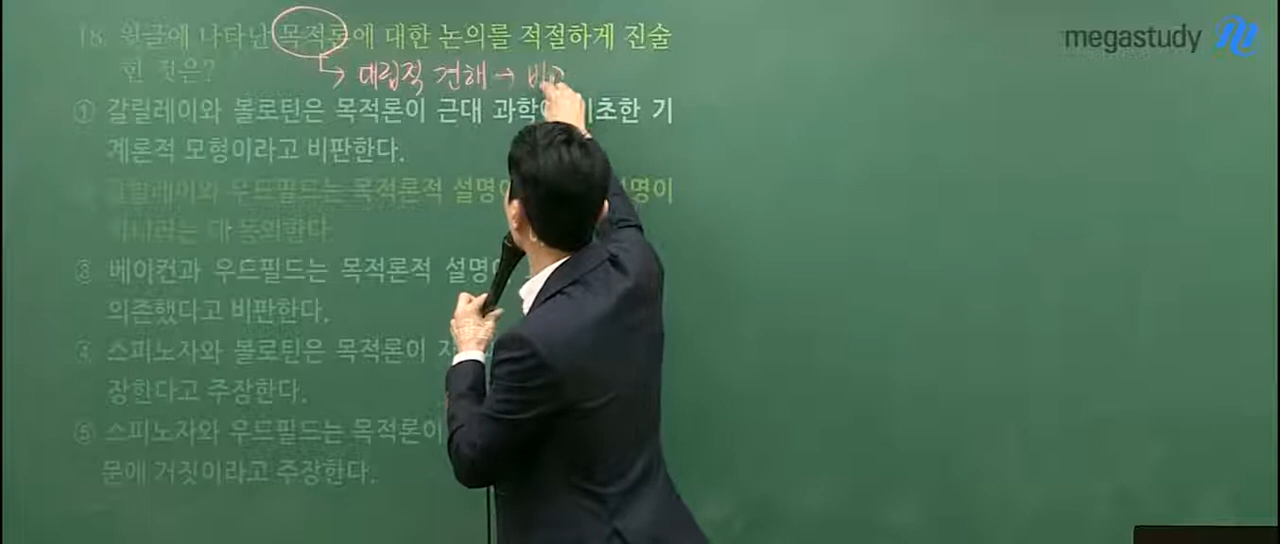 megastudy
18. 윗글에 나타난 목적론에 대한 논의를 적절하게 진술
한 것은?
↳ 대립적 견해 →
① 갈릴레이와 볼로틴은 목적론이 근대 과학에 기초한 기
계론적 모형이라고 비판한다.
갈릴레이와 우드필드는 목적론적 설명이
아니라는 데 동의한다.
③ 베이컨과 우드필드는 목적론적 설명이
의존했다고 비판한다.
④ 스피노자와 볼로틴은 목적론이
장한다고 주장한다.
⑤ 스피노자와 우드필드는 목적론이
문에 거짓이라고 주장한다.